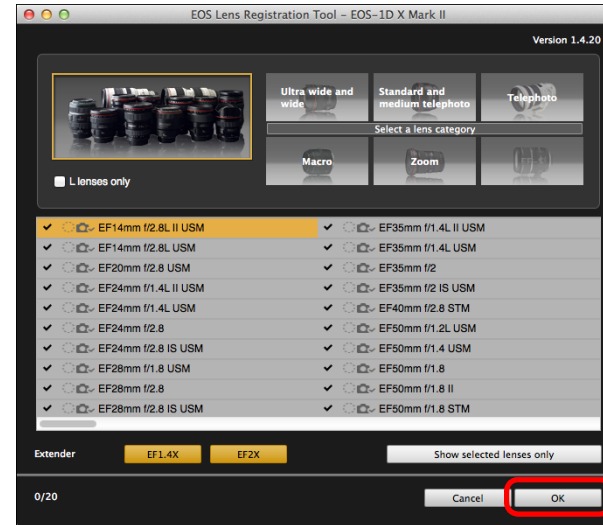 EOS Lens Registration Tool – EOS-1D X Mark II
Version 1.4.20
Ultra wide and
wide
Standard and
medium telephoto
Telephoto
Select a lens category
Macro
Zoom
L lenses only
EF14mm f/2.8L II USM
EF14mm f/2.8L USM
EF20mm f/2.8 USM
EF24mm f/1.4L II USM
EF24mm f/1.4L USM
EF24mm f/2.8
EF24mm f/2.8 IS USM
EF28mm f/1.8 USM
EF28mm f/2.8
EF28mm f/2.8 IS USM
EF35mm f/1.4L II USM
EF35mm f/1.4L USM
EF35mm f/2
EF35mm f/2 IS USM
EF40mm f/2.8 STM
EF50mm f/1.2L USM
EF50mm f/1.4 USM
EF50mm f/1.8
EF50mm f/1.8 II
EF50mm f/1.8 STM
Extender
EF1.4X
EF2X
Show selected lenses only
0/20
Cancel
OK